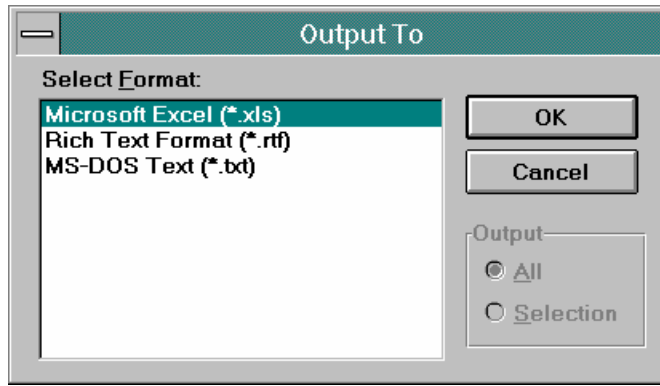 Output To
Select Format:
Microsoft Excel (*.xls)
Rich Text Format (*.rtf)
MS-DOS Text (*.txt)
OK
Cancel
Output
All
Selection